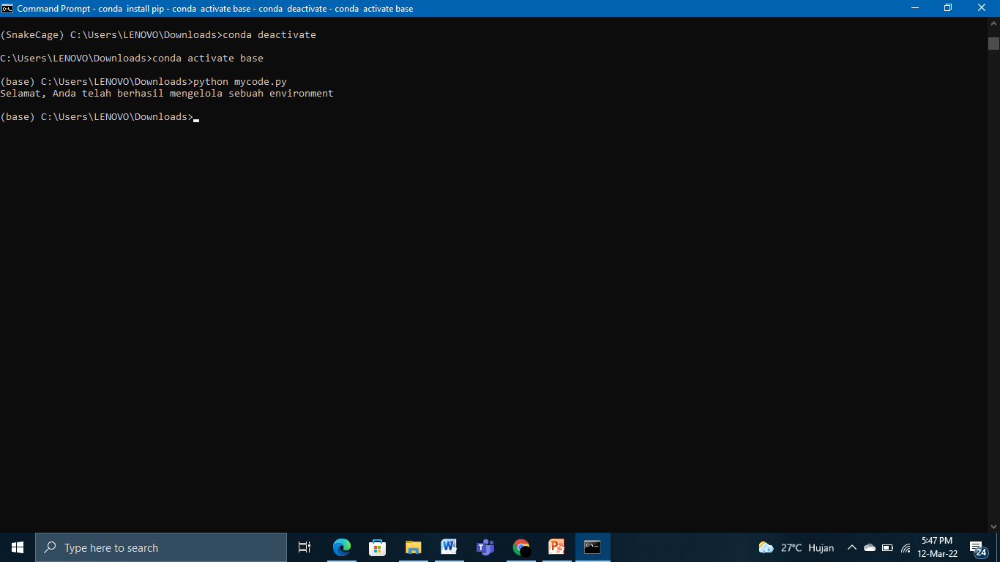 Command Prompt - conda  install pip - conda  activate base - conda  deactivate - conda  activate base
(SnakeCage) C:\Users\LENOVO\Downloads>conda deactivate
C:\Users\LENOVO\Downloads>conda activate base
(base) C:\Users\LENOVO\Downloads>python mycode.py
Selamat, Anda telah berhasil mengelola sebuah environment
(base) C:\Users\LENOVO\Downloads>
Type here to search
27°C Hujan
5:47 PM
12-Mar-22
24